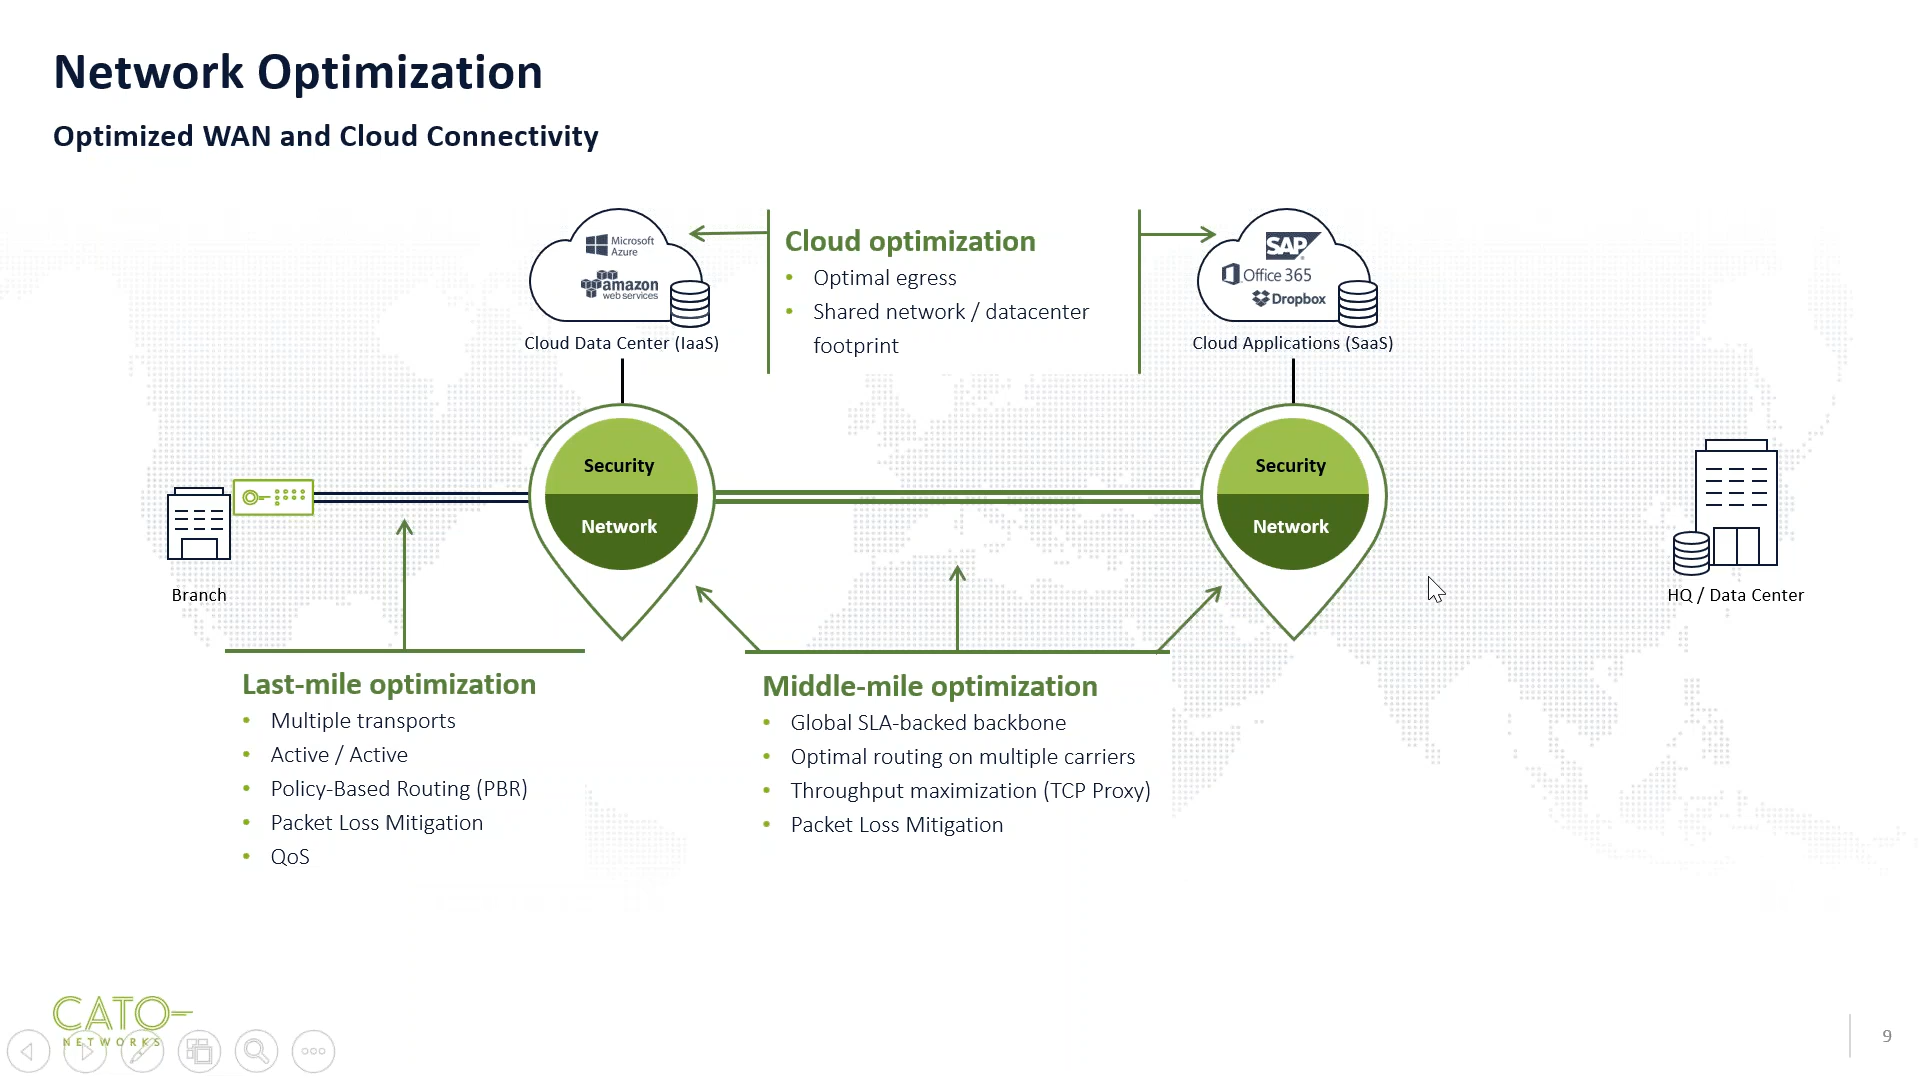 Network Optimization
Optimized WAN and Cloud Connectivity
Microsoft
Azure
amazon
web services
Cloud Data Center (IaaS)
Cloud optimization
• Optimal egress
• Shared network / datacenter
footprint
SAP
Office 365
Dropbox
Cloud Applications (SaaS)
Security
Network
Security
Network
Branch
HQ / Data Center
Last-mile optimization
• Multiple transports
• Active / Active
• Policy-Based Routing (PBR)
• Packet Loss Mitigation
• QoS
Middle-mile optimization
• Global SLA-backed backbone
• Optimal routing on multiple carriers
• Throughput maximization (TCP Proxy)
• Packet Loss Mitigation
CATO
NETWORKS
9